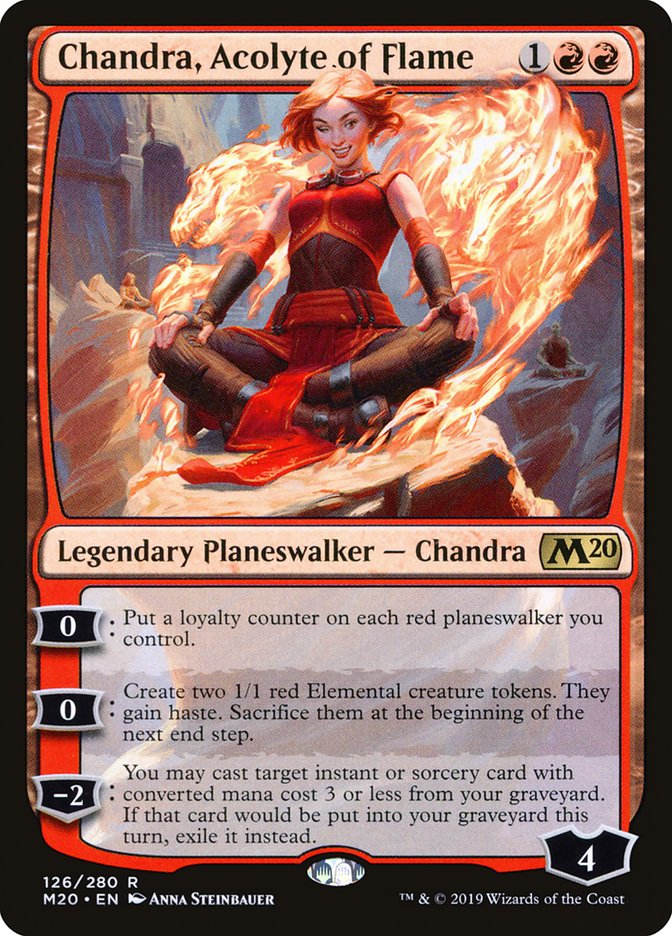 Chandra, Acolyte of Flame 1
Legendary Planeswalker — Chandra M20
0: Put a loyalty counter on each red planeswalker you
control.
0: Create two 1/1 red Elemental creature tokens. They
gain haste. Sacrifice them at the beginning of the
next end step.
-2: You may cast target instant or sorcery card with
converted mana cost 3 or less from your graveyard.
If that card would be put into your graveyard this
turn, exile it instead.
4
126/280 R
M20 • EN Anna Steinbauer ™ & © 2019 Wizards of the Coast